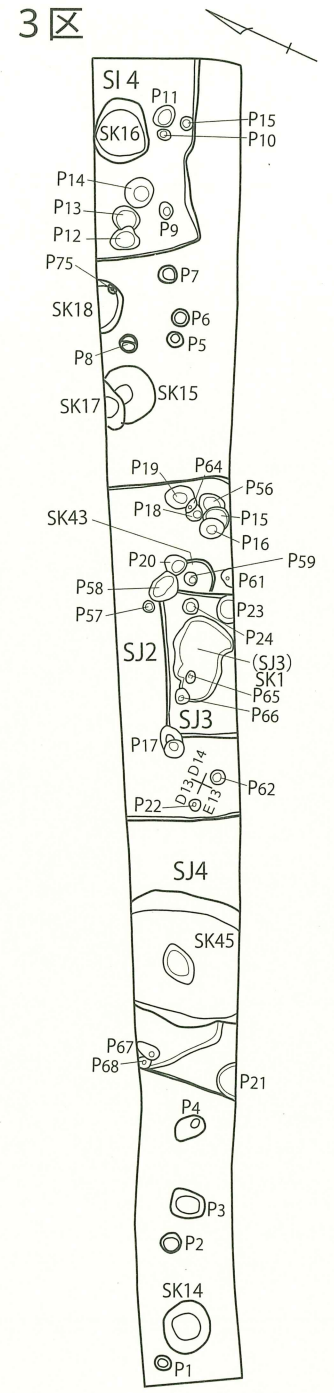 3区
SI 4
P11
P15
SK16
P10
P14
P13
P9
P12
P75
P7
SK18
P6
P5
P8
SK15
SK17
P19
P64
P56
P18
P15
SK43
P16
P20
P59
P58
P61
P57
P23
P24
SJ2
(SJ3)
SK1
P65
SJ3
P66
P17
D14
P62
D13
E13
P22
SJ4
SK45
P67
P68
P21
P4
P3
P2
SK14
P1